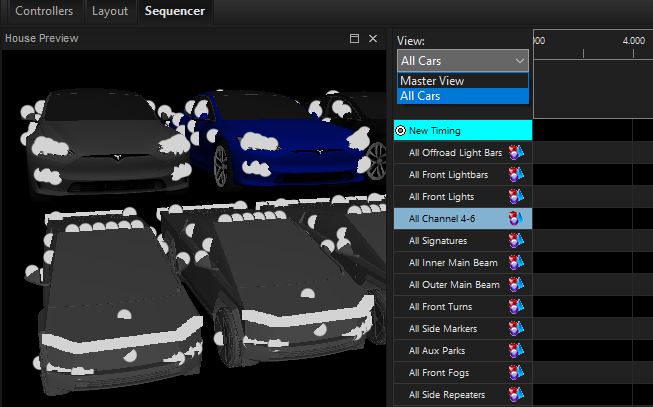 Controllers
Layout
Sequencer
House Preview
View:
All Cars
Master View
All Cars
4.000
New Timing
All Offroad Light Bars
All Front Lightbars
All Front Lights
All Channel 4-6
All Signatures
All Inner Main Beam
All Outer Main Beam
All Front Turns
All Side Markers
All Aux Parks
All Front Fogs
All Side Repeaters